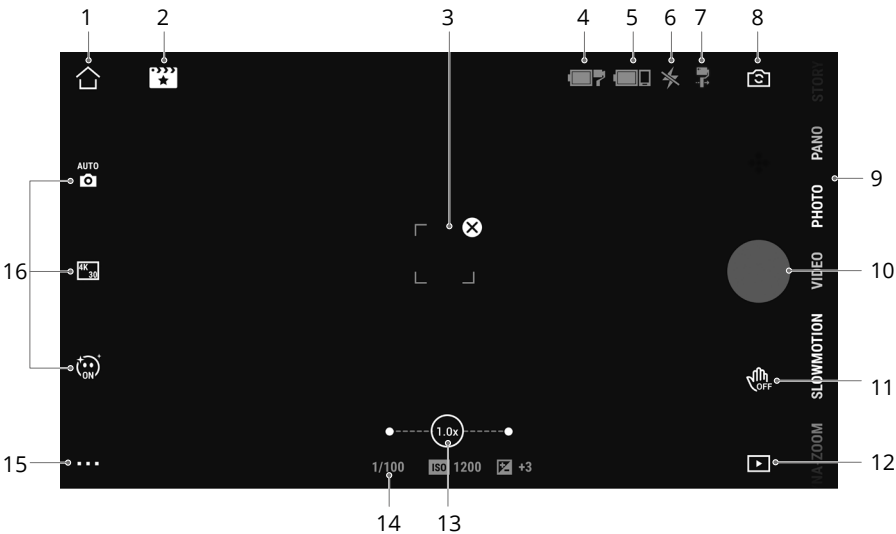 1
2
3
4
5
6
7
8
STORY
PANO
9
AUTO
PHOTO
16
4K
30
VIDEO
10
ON
SLOWMOTION
OFF
11
1.0x
15
1/100
ISO 1200
+3
NA-ZOOM
12
14
13